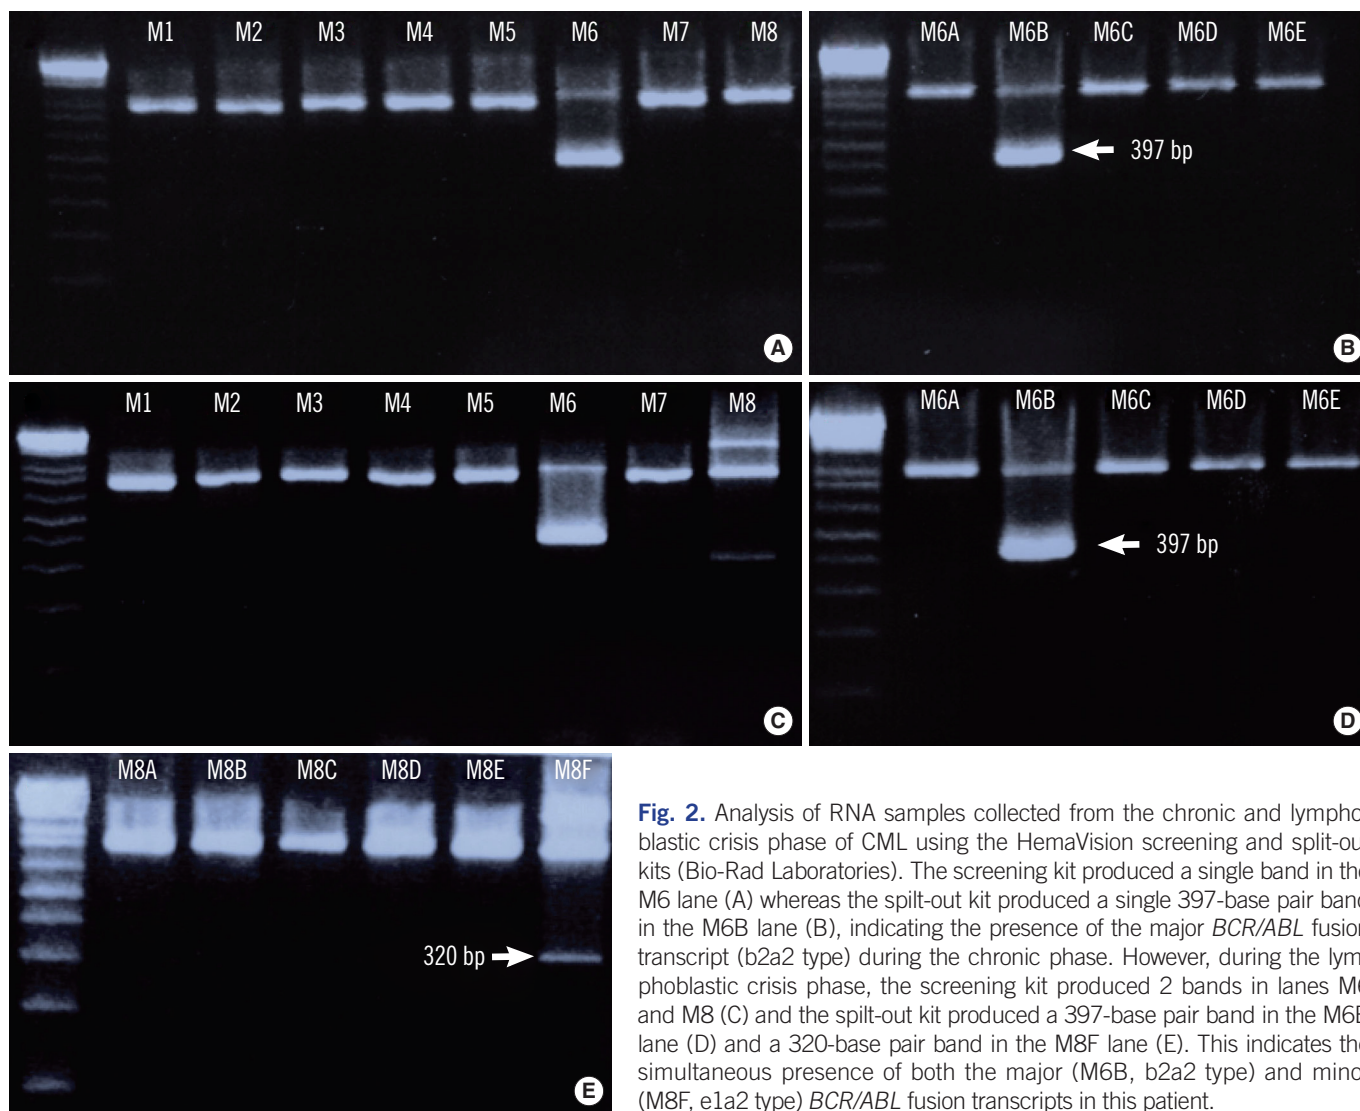 M1 M2 M3 M4 M5 M6 M7 M8
A
M6A M6B M6C M6D M6E
397 bp
B
M1 M2 M3 M4 M5 M6 M7 M8
C
M6A M6B M6C M6D M6E
397 bp
D
M8A M8B M8C M8D M8E M8F
320 bp
E
Fig. 2. Analysis of RNA samples collected from the chronic and lympho
blastic crisis phase of CML using the HemaVision screening and split-ou
kits (Bio-Rad Laboratories). The screening kit produced a single band in the
M6 lane (A) whereas the spilt-out kit produced a single 397-base pair band
in the M6B lane (B), indicating the presence of the major BCR/ABL fusion
transcript (b2a2 type) during the chronic phase. However, during the lym
phoblastic crisis phase, the screening kit produced 2 bands in lanes M6
and M8 (C) and the spilt-out kit produced a 397-base pair band in the M6B
lane (D) and a 320-base pair band in the M8F lane (E). This indicates the
simultaneous presence of both the major (M6B, b2a2 type) and mino
(M8F, e1a2 type) BCR/ABL fusion transcripts in this patient.